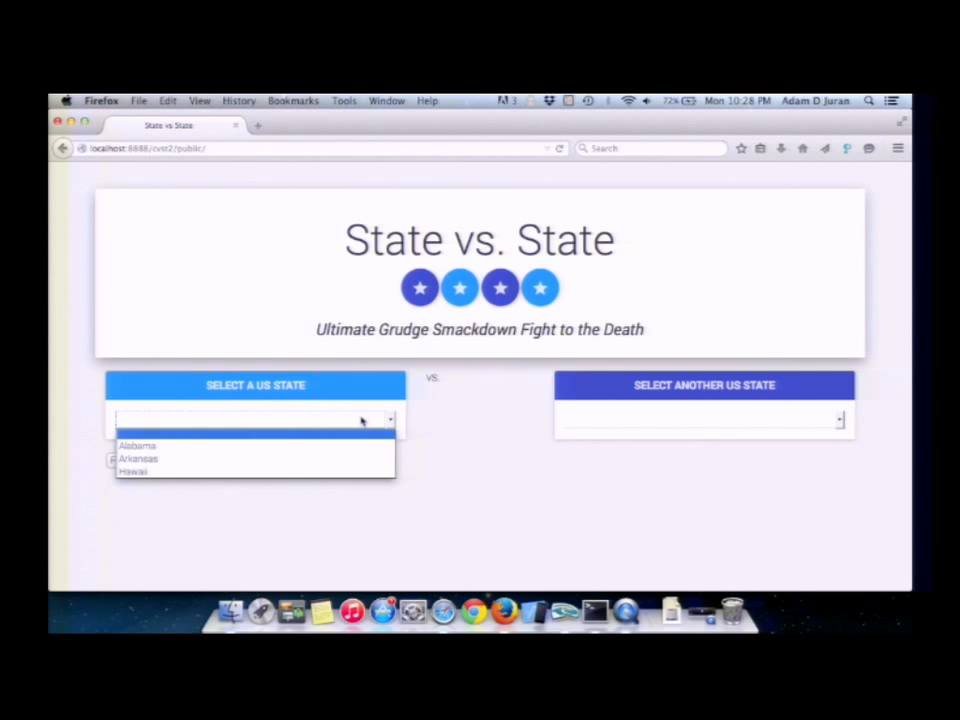 Firefox File Edit View History Bookmarks Tools Window Help 3 72% Mon 10:28 PM Adam D Juran
State vs State
localhost:8888/cvst2/public/ Search
State vs. State
Ultimate Grudge Smackdown Fight to the Death
SELECT A US STATE
VS.
SELECT ANOTHER US STATE
Alabama
Arkansas
Hawaii